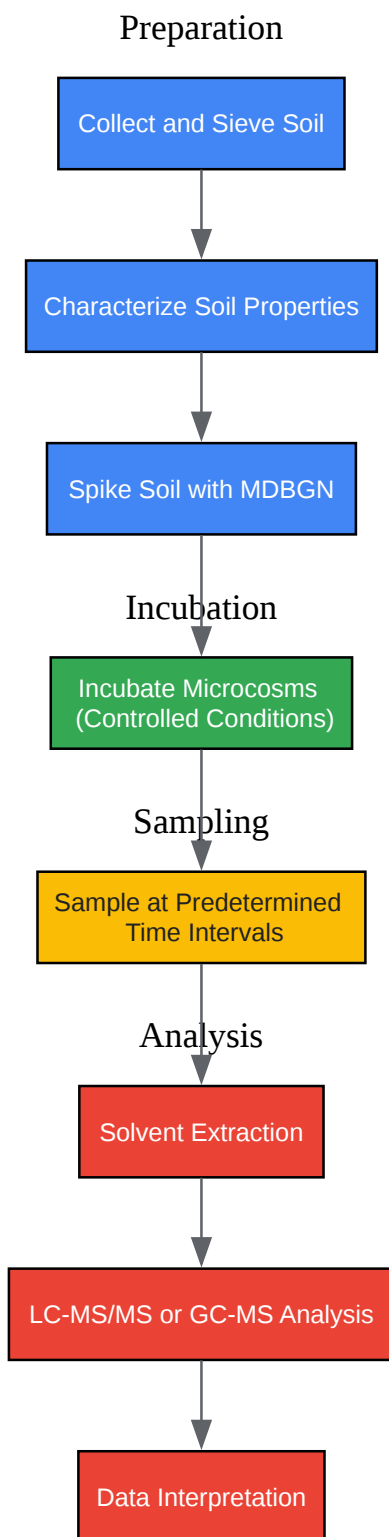 Preparation
Collect and Sieve Soil
Characterize Soil Properties
Spike Soil with MDBGN
Incubation
Incubate Microcosms
(Controlled Conditions)
Sampling
Sample at Predetermined
Time Intervals
Analysis
Solvent Extraction
LC-MS/MS or GC-MS Analysis
Data Interpretation